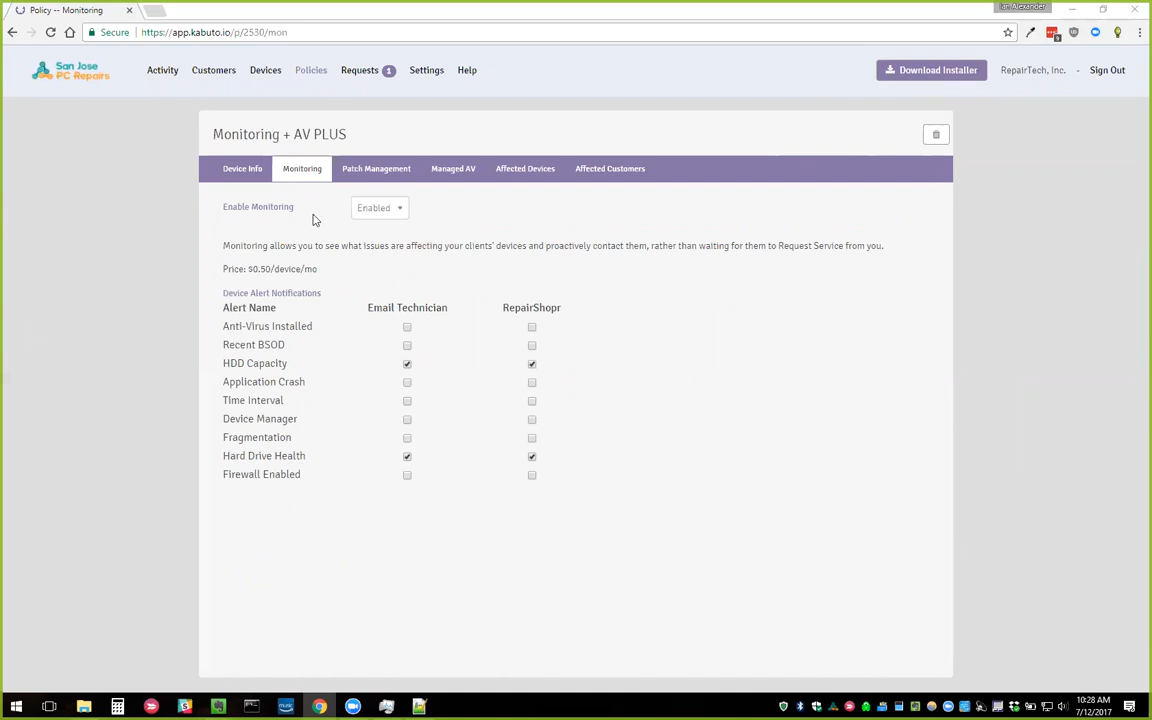 Policy -- Monitoring
Ian Alexander
Secure
https://app.kabuto.io/p/2530/mon
San Jose
PC Repairs
Activity Customers Devices Policies Requests 1 Settings Help
Download Installer
RepairTech, Inc. - Sign Out
Monitoring + AV PLUS
Device Info Monitoring Patch Management Managed AV Affected Devices Affected Customers
Enable Monitoring Enabled
Monitoring allows you to see what issues are affecting your clients' devices and proactively contact them, rather than waiting for them to Request Service from you.
Price: $0.50/device/mo
Device Alert Notifications
Alert Name Email Technician RepairShopr
Anti-Virus Installed
Recent BSOD
HDD Capacity
Application Crash
Time Interval
Device Manager
Fragmentation
Hard Drive Health
Firewall Enabled
music
10:28 AM
7/12/2017